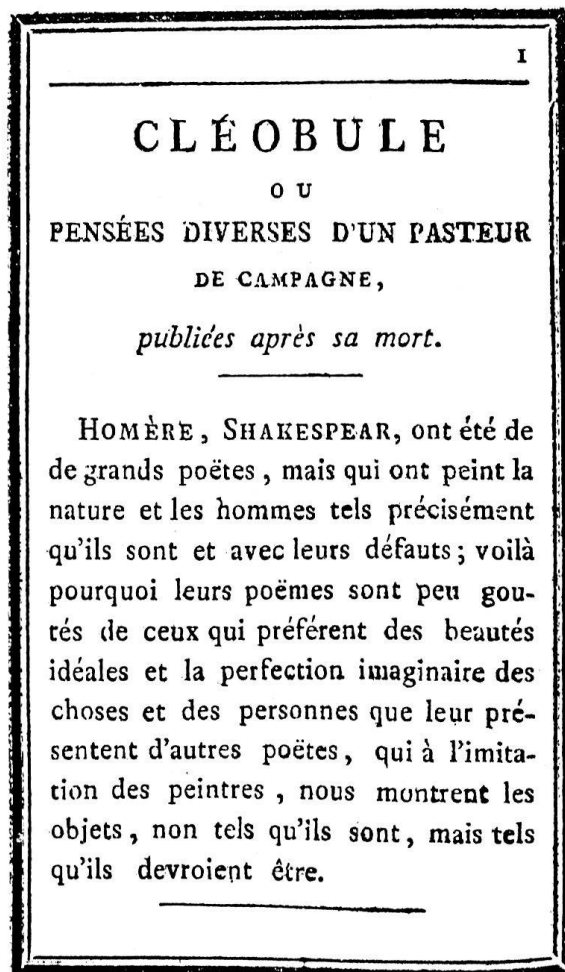 1
CLÉOBULE
OU
PENSÉES DIVERSES D'UN PASTEUR
DE CAMPAGNE,
publiées après sa mort.
HOMÈRE, SHAKESPEAR, ont été de
de grands poëtes, mais qui ont peint la
nature et les hommes tels précisément
qu'ils sont et avec leurs défauts; voilà
pourquoi leurs poëmes sont peu gou-
tés de ceux qui préférent des beautés
idéales et la perfection imaginaire des
choses et des personnes que leur pré-
sentent d'autres poëtes, qui à l'imita-
tion des peintres, nous montrent les
objets, non tels qu'ils sont, mais tels
qu'ils devroient être.